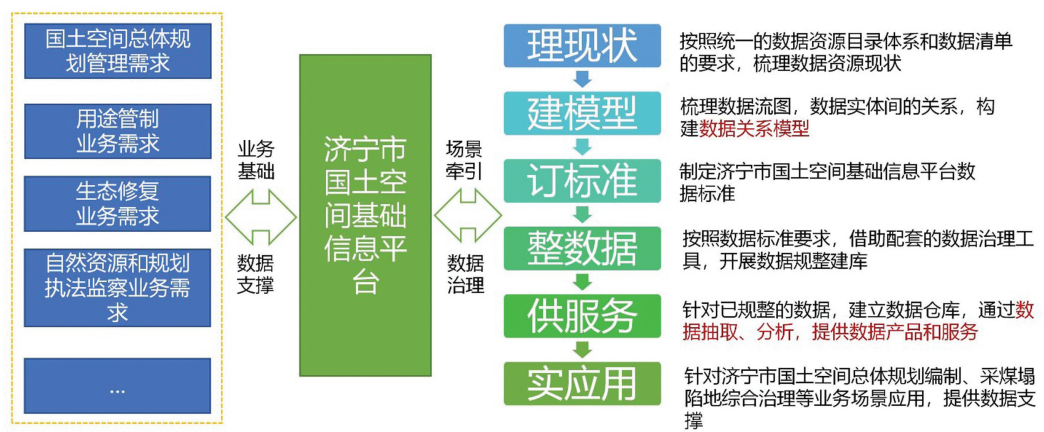 国土空间总体规
划管理需求
用途管制
业务需求
生态修复
业务需求
自然资源和规划
执法监察业务需
求
...
业务
基础
数据
支撑
济宁市
国土空
间基础
信息平
台
场景
牵引
数据
治理
理现状
按照统一的数据资源目录体系和数据清单
的要求，梳理数据资源现状
建模型
梳理数据流图，数据实体间的关系，构
建数据关系模型
订标准
制定济宁市国土空间基础信息平台数
据标准
整数据
按照数据标准要求，借助配套的数据治理工
具，开展数据规整建库
供服务
针对已规整的数据，建立数据仓库，通过数
据抽取、分析，提供数据产品和服务
实应用
针对济宁市国土空间总体规划编制、采煤塌
陷地综合治理等业务场景应用，提供数据支
撑